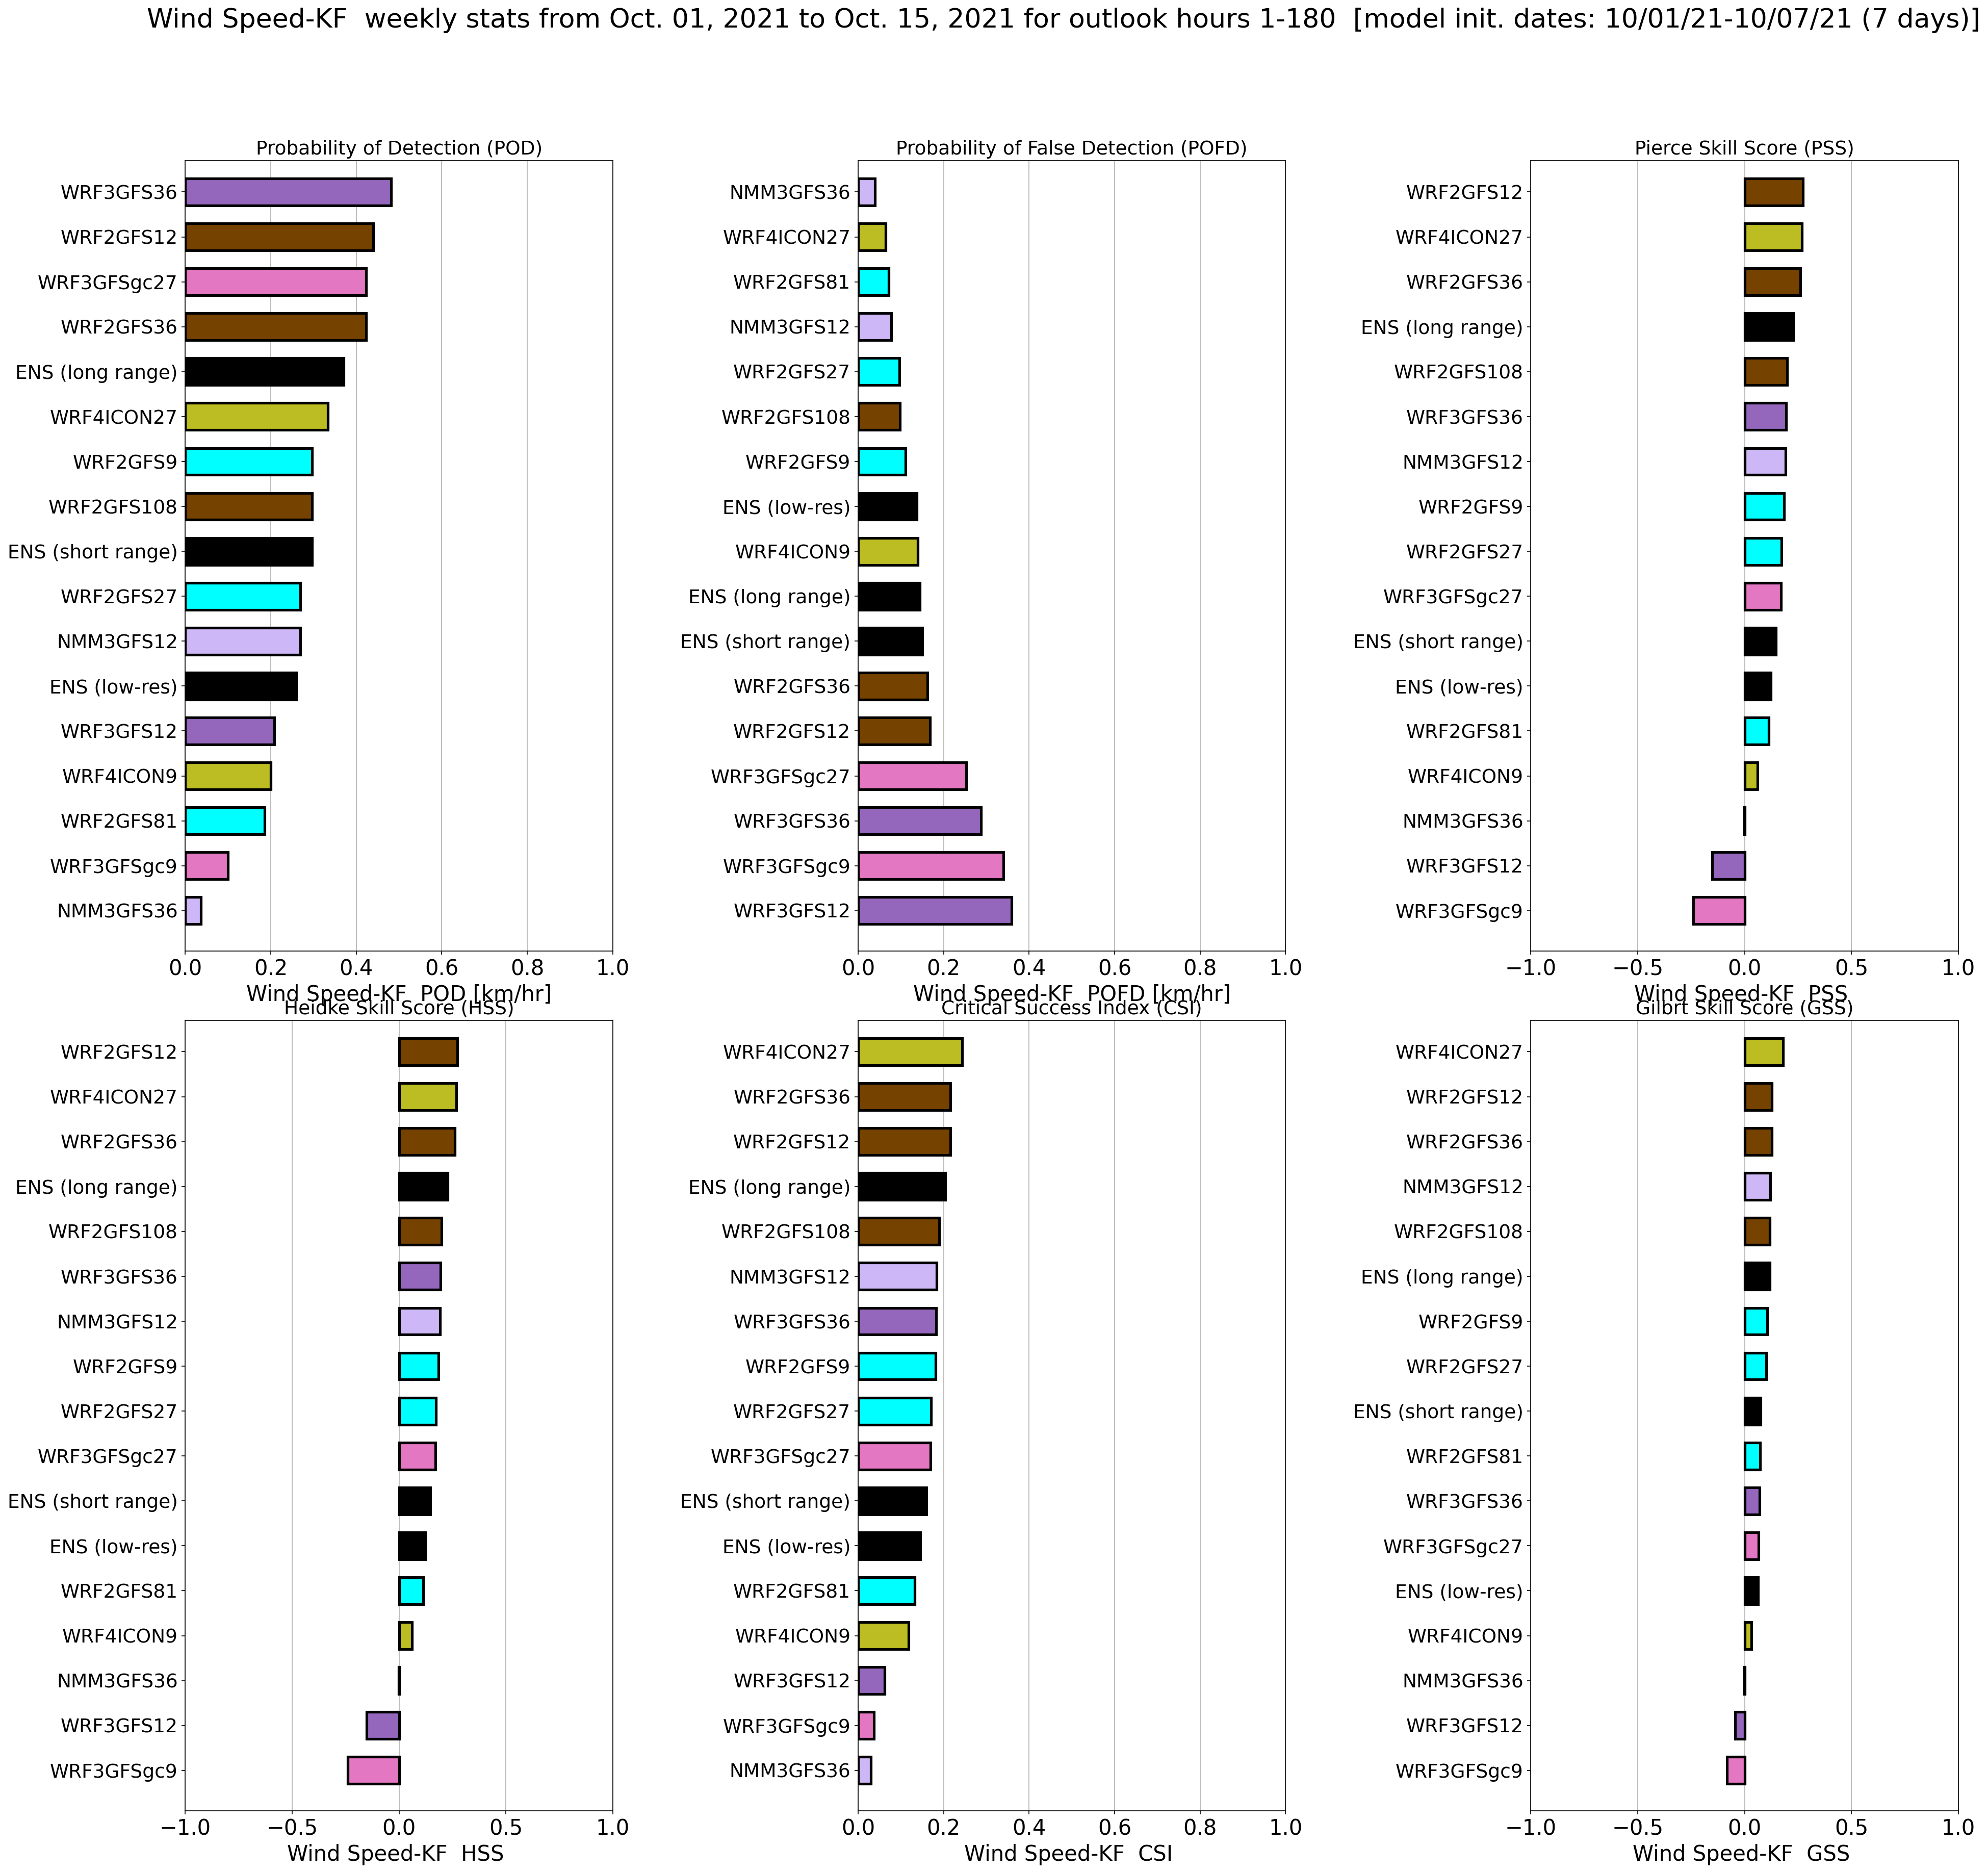 Wind Speed-KF  weekly stats from Oct. 01, 2021 to Oct. 15, 2021 for outlook hours 1-180  [model init. dates: 10/01/21-10/07/21 (7 days)]
Probability of Detection (POD)
WRF3GFS36
WRF2GFS12
WRF3GFSgc27
WRF2GFS36
ENS (long range)
WRF4ICON27
WRF2GFS9
WRF2GFS108
ENS (short range)
WRF2GFS27
NMM3GFS12
ENS (low-res)
WRF3GFS12
WRF4ICON9
WRF2GFS81
WRF3GFSgc9
NMM3GFS36
0.0 0.2 0.4 0.6 0.8 1.0
Wind Speed-KF  POD [km/hr]
Probability of False Detection (POFD)
NMM3GFS36
WRF4ICON27
WRF2GFS81
NMM3GFS12
WRF2GFS27
WRF2GFS108
WRF2GFS9
ENS (low-res)
WRF4ICON9
ENS (long range)
ENS (short range)
WRF2GFS36
WRF2GFS12
WRF3GFSgc27
WRF3GFS36
WRF3GFSgc9
WRF3GFS12
0.0 0.2 0.4 0.6 0.8 1.0
Wind Speed-KF  POFD [km/hr]
Pierce Skill Score (PSS)
WRF2GFS12
WRF4ICON27
WRF2GFS36
ENS (long range)
WRF2GFS108
WRF3GFS36
NMM3GFS12
WRF2GFS9
WRF2GFS27
WRF3GFSgc27
ENS (short range)
ENS (low-res)
WRF2GFS81
WRF4ICON9
NMM3GFS36
WRF3GFS12
WRF3GFSgc9
−1.0 −0.5 0.0 0.5 1.0
Wind Speed-KF  PSS
Heidke Skill Score (HSS)
WRF2GFS12
WRF4ICON27
WRF2GFS36
ENS (long range)
WRF2GFS108
WRF3GFS36
NMM3GFS12
WRF2GFS9
WRF2GFS27
WRF3GFSgc27
ENS (short range)
ENS (low-res)
WRF2GFS81
WRF4ICON9
NMM3GFS36
WRF3GFS12
WRF3GFSgc9
−1.0 −0.5 0.0 0.5 1.0
Wind Speed-KF  HSS
Critical Success Index (CSI)
WRF4ICON27
WRF2GFS36
WRF2GFS12
ENS (long range)
WRF2GFS108
NMM3GFS12
WRF3GFS36
WRF2GFS9
WRF2GFS27
WRF3GFSgc27
ENS (short range)
ENS (low-res)
WRF2GFS81
WRF4ICON9
WRF3GFS12
WRF3GFSgc9
NMM3GFS36
0.0 0.2 0.4 0.6 0.8 1.0
Wind Speed-KF  CSI
Gilbrt Skill Score (GSS)
WRF4ICON27
WRF2GFS12
WRF2GFS36
NMM3GFS12
WRF2GFS108
ENS (long range)
WRF2GFS9
WRF2GFS27
ENS (short range)
WRF2GFS81
WRF3GFS36
WRF3GFSgc27
ENS (low-res)
WRF4ICON9
NMM3GFS36
WRF3GFS12
WRF3GFSgc9
−1.0 −0.5 0.0 0.5 1.0
Wind Speed-KF  GSS